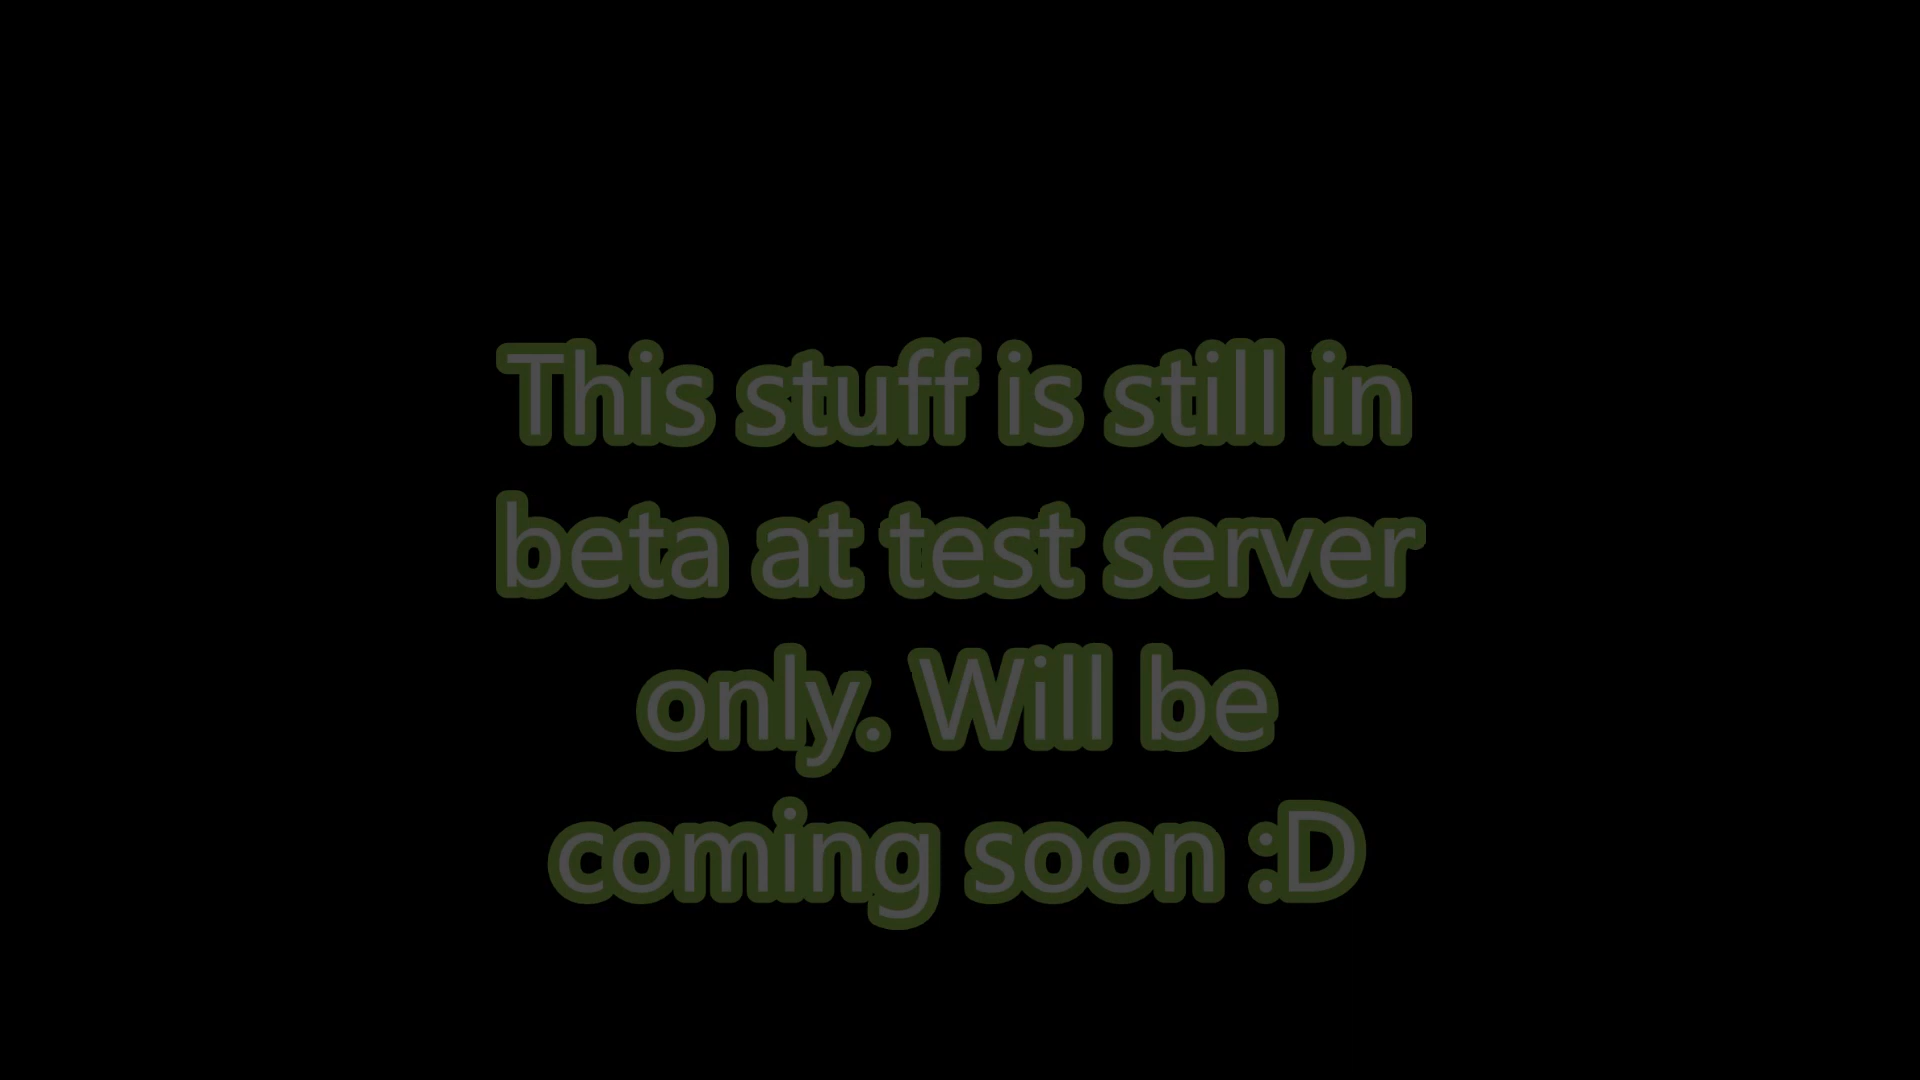 This stuff is still in
beta at test server
only. Will be
coming soon :D